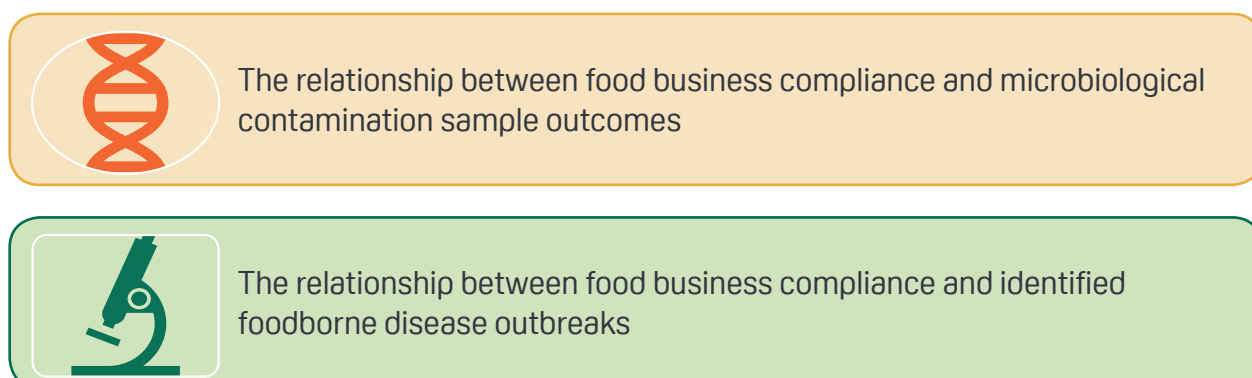 The relationship between food business compliance and microbiological
contamination sample outcomes
The relationship between food business compliance and identified
foodborne disease outbreaks